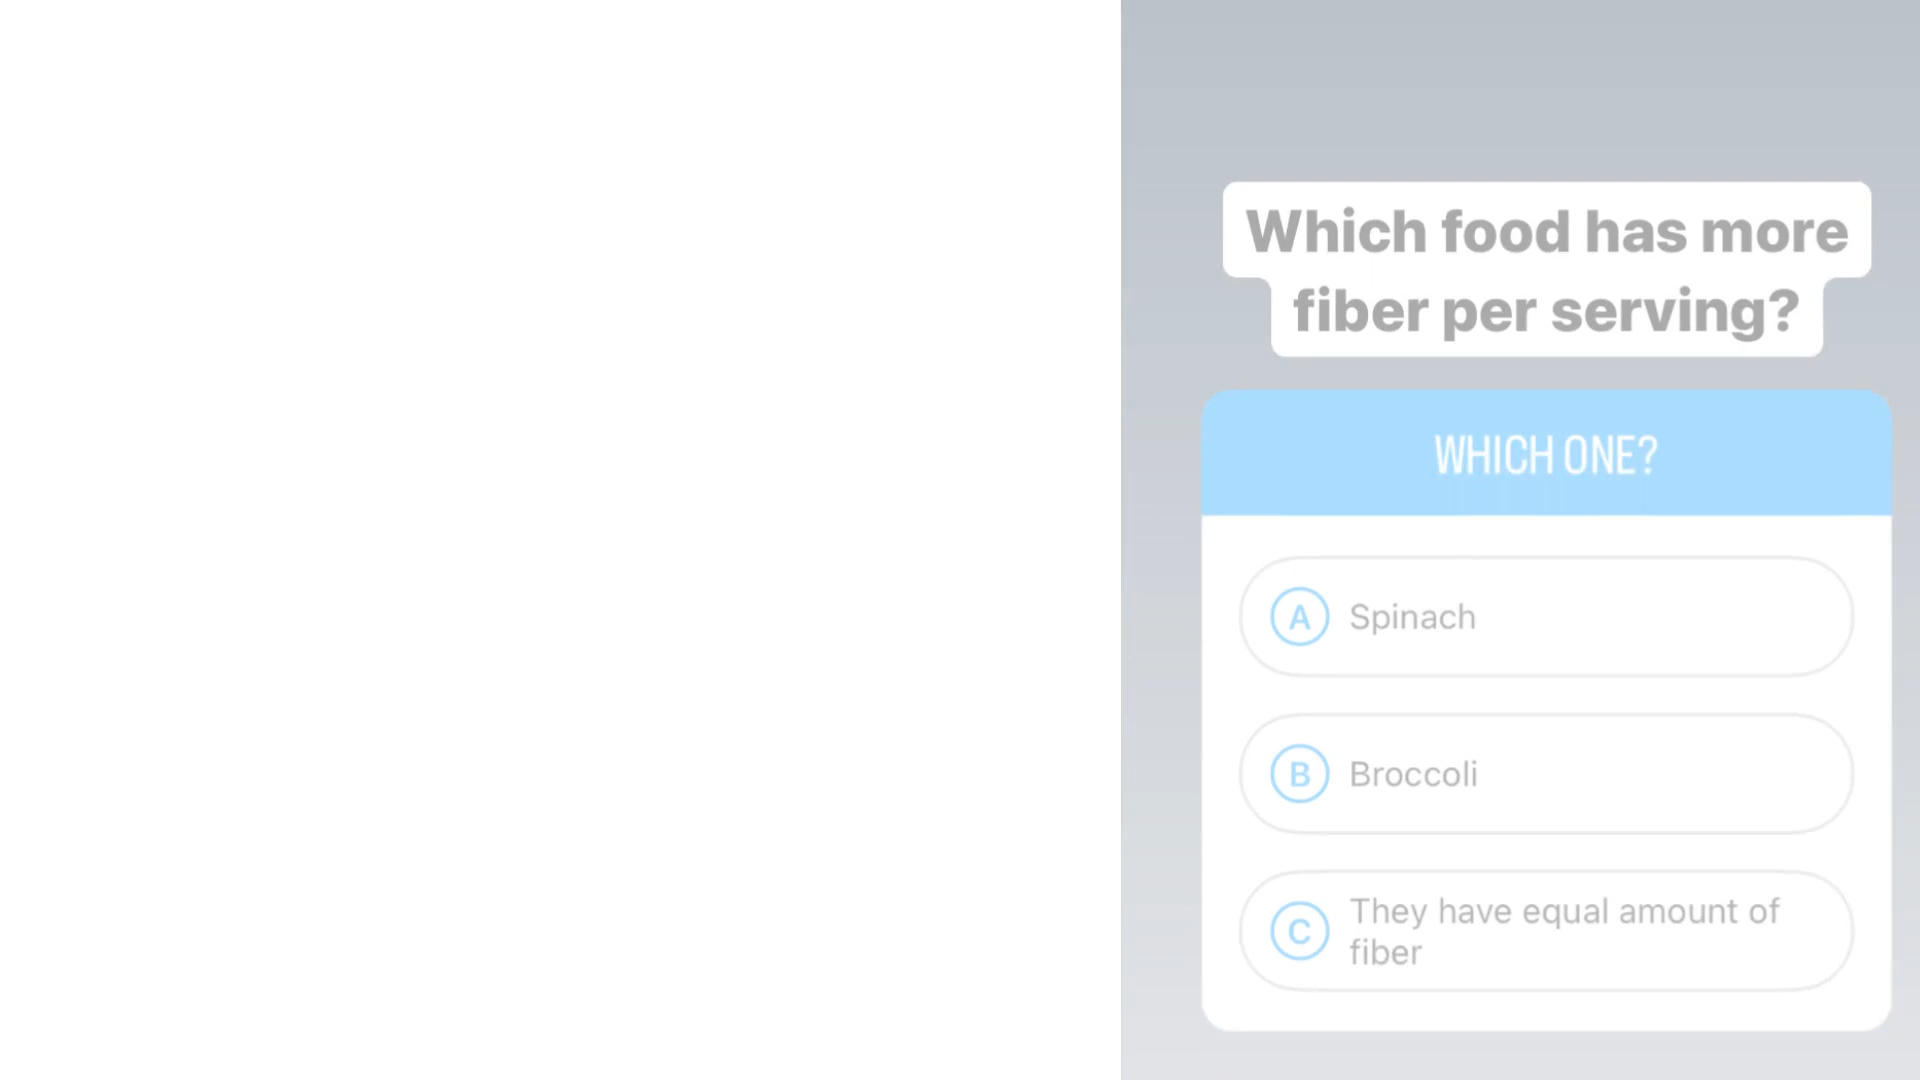 Which food has more
fiber per serving?
WHICH ONE?
A Spinach
B Broccoli
C They have equal amount of
fiber